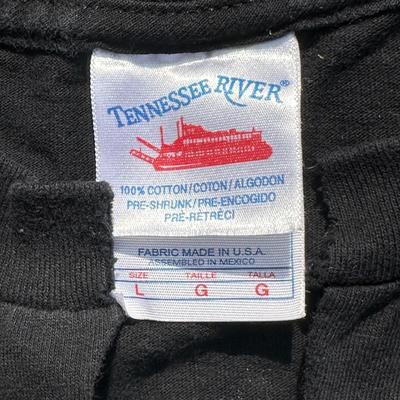 TENNESSEE RIVER®
100% COTTON/COTON/ALGODON
PRE-SHRUNK/PRE-ENCOGIDO
PRÉ-RÉTRÉCI
FABRIC MADE IN U.S.A.
ASSEMBLED IN MEXICO
SIZE TAILLE TALLA
L G G